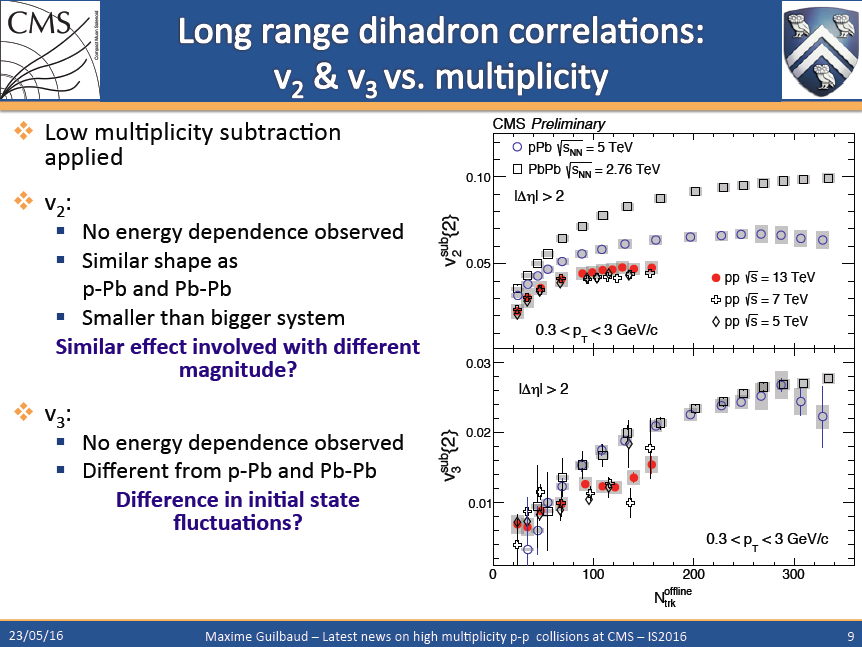 CMS
Compact Muon Solenoid
Long range dihadron correlations:
v2 & v3 vs. multiplicity
❖ Low multiplicity subtraction
applied
❖ v2:
▪ No energy dependence observed
▪ Similar shape as
p-Pb and Pb-Pb
▪ Smaller than bigger system
Similar effect involved with different
magnitude?
❖ v3:
▪ No energy dependence observed
▪ Different from p-Pb and Pb-Pb
Difference in initial state
fluctuations?
CMS Preliminary
pPb √sNN = 5 TeV
PbPb √sNN = 2.76 TeV
|Δη| > 2
0.10
0.05
v2sub{2}
pp √s = 13 TeV
pp √s = 7 TeV
pp √s = 5 TeV
0.3 < pT < 3 GeV/c
0.03
0.02
0.01
v3sub{2}
|Δη| > 2
0.3 < pT < 3 GeV/c
0 100 200 300
Ntrkoffline
23/05/16 Maxime Guilbaud – Latest news on high multiplicity p-p collisions at CMS – IS2016 9